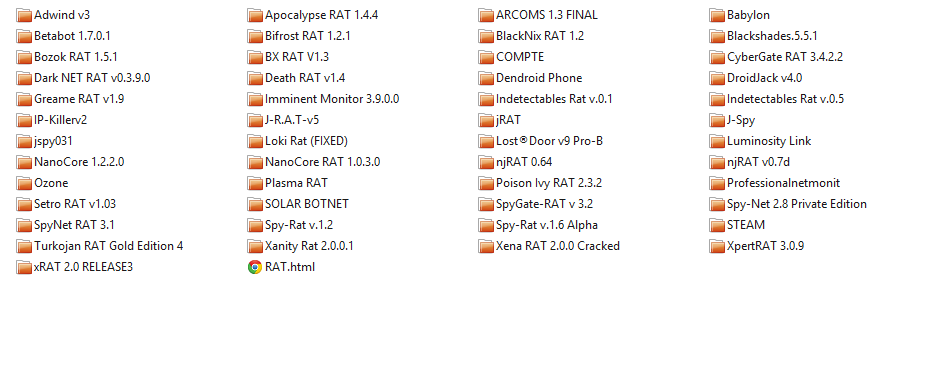 Adwind v3 Apocalypse RAT 1.4.4 ARCOMS 1.3 FINAL Babylon
Betabot 1.7.0.1 Bifrost RAT 1.2.1 BlackNix RAT 1.2 Blackshades.5.5.1
Bozok RAT 1.5.1 BX RAT V1.3 COMPTE CyberGate RAT 3.4.2.2
Dark NET RAT v0.3.9.0 Death RAT v1.4 Dendroid Phone DroidJack v4.0
Greame RAT v1.9 Imminent Monitor 3.9.0.0 Indetectables Rat v.0.1 Indetectables Rat v.0.5
IP-Killerv2 J-R.A.T-v5 jRAT J-Spy
jspy031 Loki Rat (FIXED) Lost®Door v9 Pro-B Luminosity Link
NanoCore 1.2.2.0 NanoCore RAT 1.0.3.0 njRAT 0.64 njRAT v0.7d
Ozone Plasma RAT Poison Ivy RAT 2.3.2 Professionalnetmonit
Setro RAT v1.03 SOLAR BOTNET SpyGate-RAT v 3.2 Spy-Net 2.8 Private Edition
SpyNet RAT 3.1 Spy-Rat v.1.2 Spy-Rat v.1.6 Alpha STEAM
Turkojan RAT Gold Edition 4 Xanity Rat 2.0.0.1 Xena RAT 2.0.0 Cracked XpertRAT 3.0.9
xRAT 2.0 RELEASE3 RAT.html